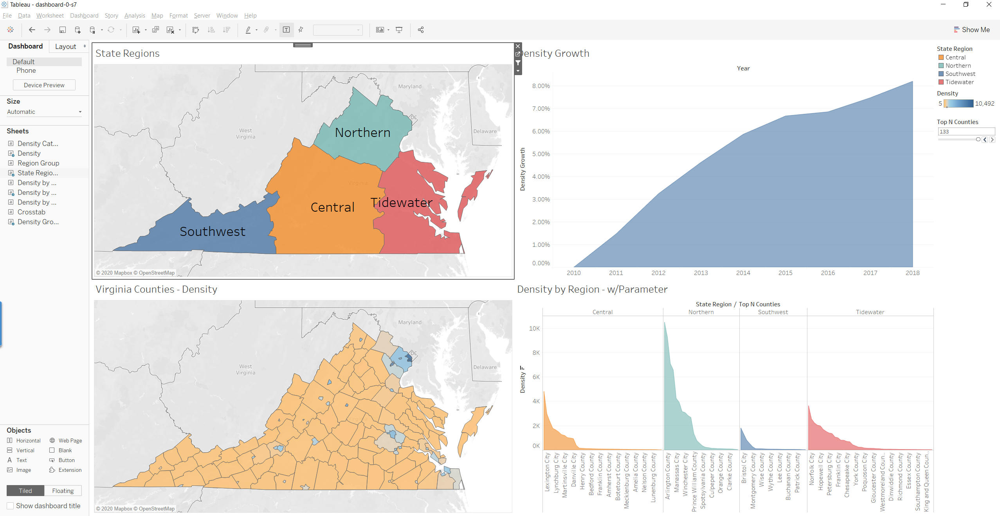 Tableau - dashboard-0-s7
File Data Worksheet Dashboard Story Analysis Map Format Server Window Help
Show Me
Dashboard Layout
Default
Phone
Device Preview
Size
Automatic
Sheets
Density Cat...
Density
Region Group
State Regio...
Density by ...
Density by ...
Density by ...
Crosstab
Density Gro...
Objects
Horizontal Web Page
Vertical Blank
Text Button
Image Extension
Tiled Floating
Show dashboard title
State Regions
Maryland
DC
West
Virginia
Delaware
Northern
Virginia
Tidewater
Central
Southwest
© 2020 Mapbox © OpenStreetMap
Density Growth
Year
8.00%
7.00%
6.00%
5.00%
4.00%
3.00%
2.00%
1.00%
0.00%
Density Growth
2010 2011 2012 2013 2014 2015 2016 2017 2018
State Region
Central
Northern
Southwest
Tidewater
Density
5 10,492
Top N Counties
133
Virginia Counties - Density
Maryland
DC
West
Virginia
Delaware
Virginia
© 2020 Mapbox © OpenStreetMap
Density by Region - w/Parameter
State Region / Top N Counties
Central Northern Southwest Tidewater
10K
8K
6K
4K
2K
0K
Density
Lexington City
Lynchburg City
Martinsville City
Danville City
Henry County
Bedford County
Franklin County
Amherst County
Botetourt County
Mecklenburg County
Amelia County
Nelson County
Lunenburg County
Arlington County
Manassas City
Winchester City
Prince William County
Spotsylvania County
Culpeper County
Orange County
Clarke County
Bristol City
Montgomery County
Wise County
Wythe County
Lee County
Buchanan County
Patrick County
Norfolk City
Hopewell City
Petersburg City
Franklin City
Chesapeake City
York County
Poquoson City
Gloucester County
Westmoreland Coun..
Dinwiddie County
Richmond County
Essex County
Southampton County
King and Queen Coun..